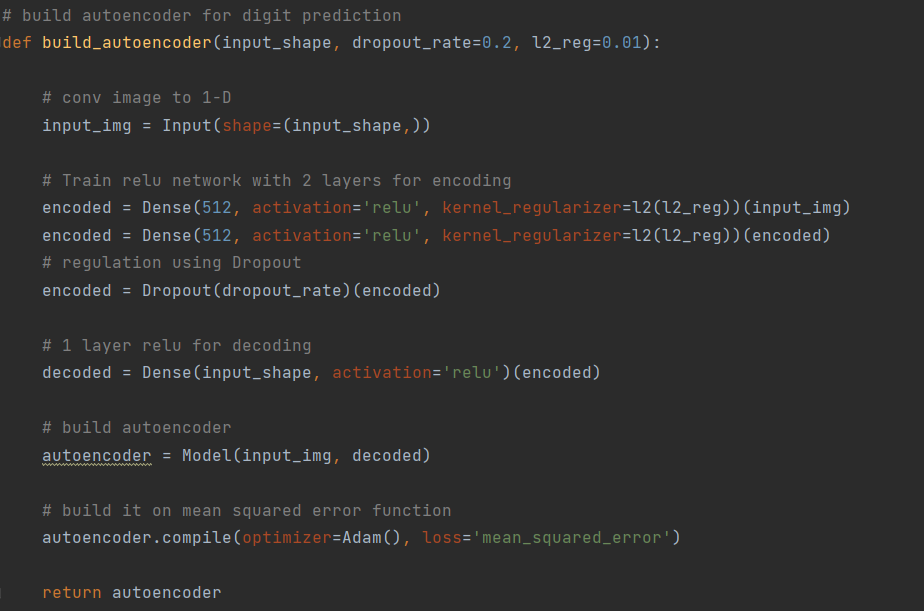 # build autoencoder for digit prediction
def build_autoencoder(input_shape, dropout_rate=0.2, l2_reg=0.01):
# conv image to 1-D
input_img = Input(shape=(input_shape,))
# Train relu network with 2 layers for encoding
encoded = Dense(512, activation='relu', kernel_regularizer=l2(l2_reg))(input_img)
encoded = Dense(512, activation='relu', kernel_regularizer=l2(l2_reg))(encoded)
# regulation using Dropout
encoded = Dropout(dropout_rate)(encoded)
# 1 layer relu for decoding
decoded = Dense(input_shape, activation='relu')(encoded)
# build autoencoder
autoencoder = Model(input_img, decoded)
# build it on mean squared error function
autoencoder.compile(optimizer=Adam(), loss='mean_squared_error')
return autoencoder